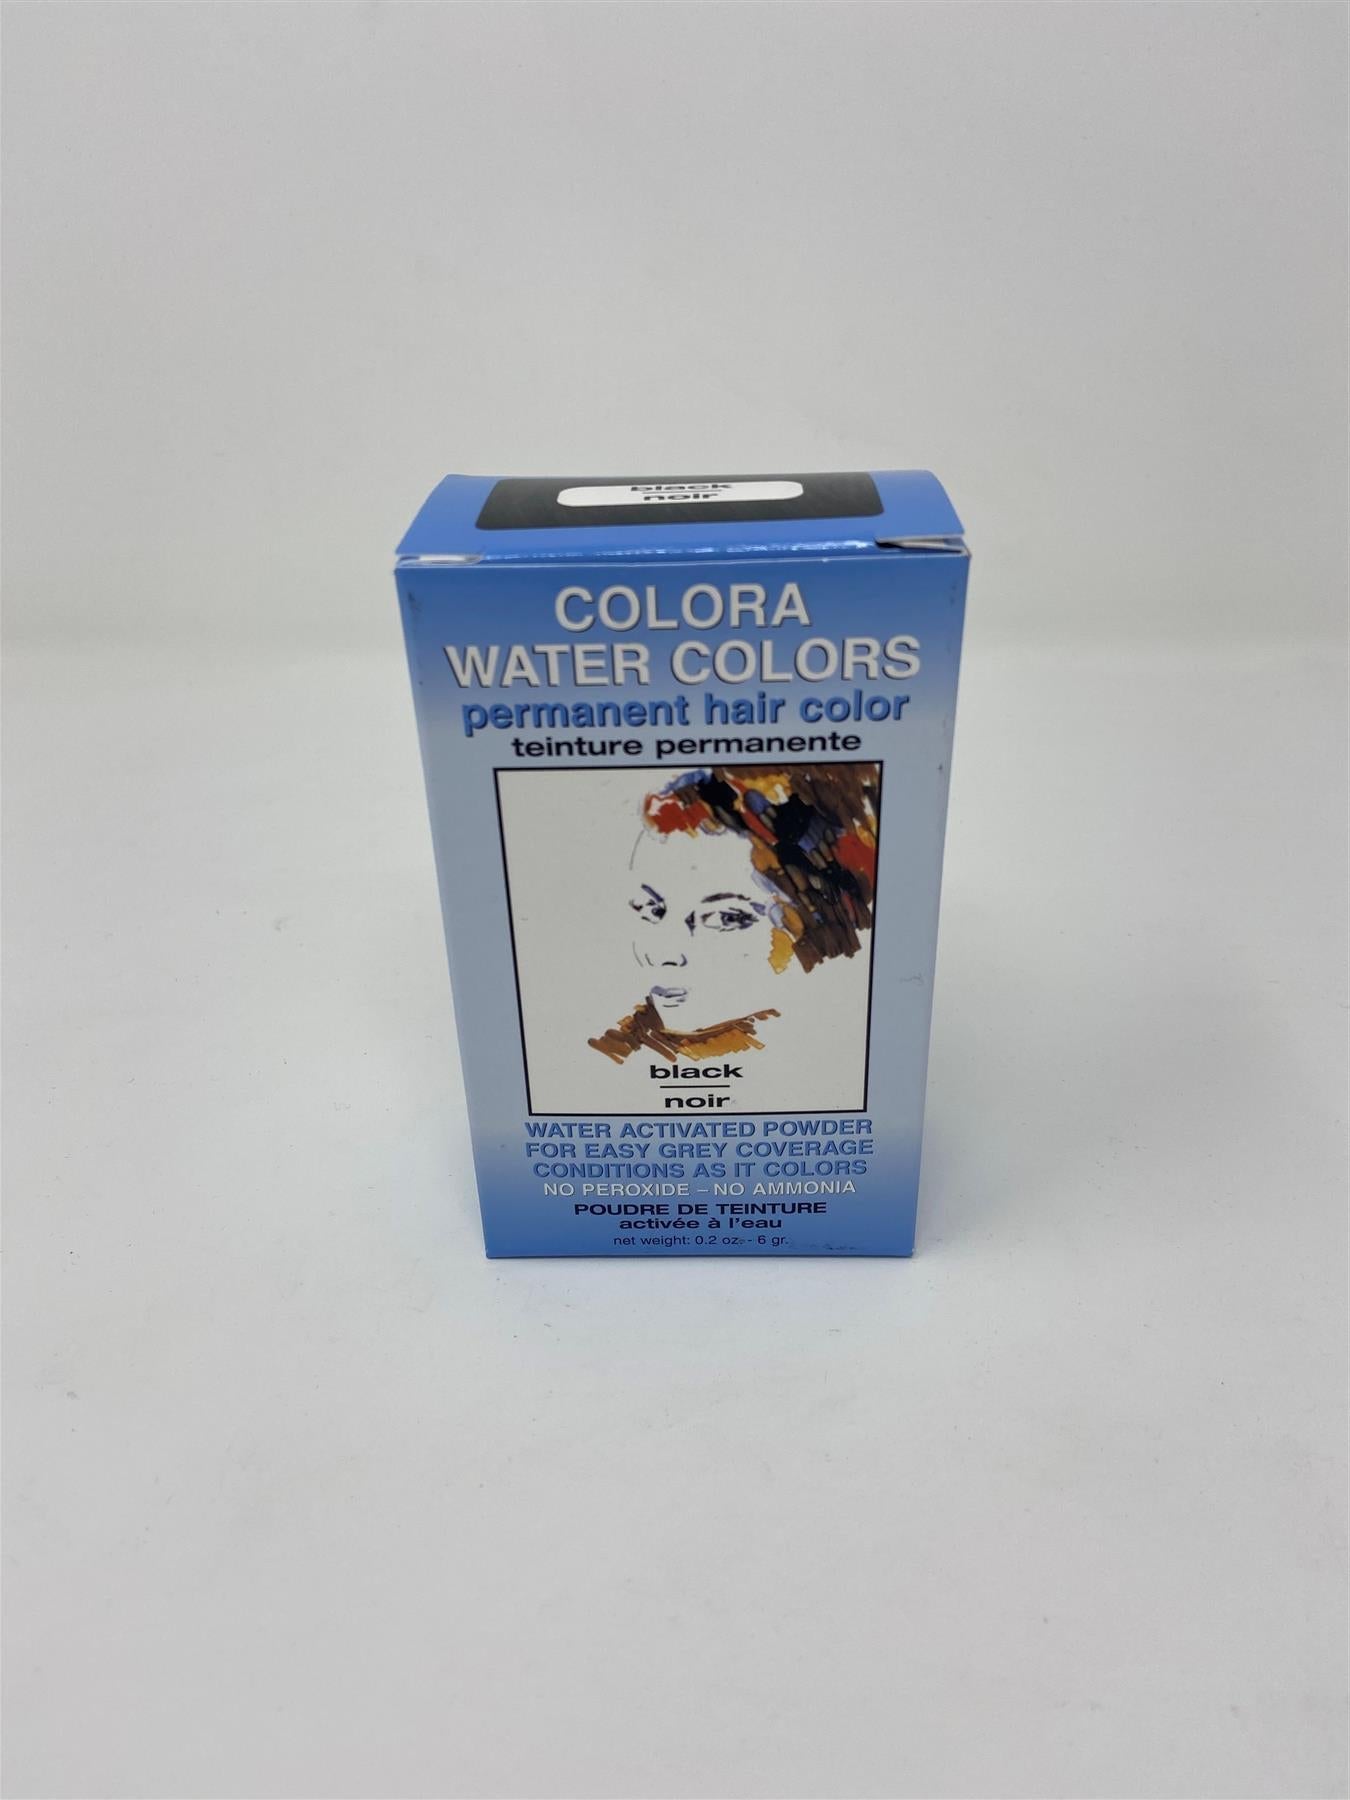 black
noir
COLORA
WATER COLORS
permanent hair color
teinture permanente
black
noir
WATER ACTIVATED POWDER
FOR EASY GREY COVERAGE
CONDITIONS AS IT COLORS
NO PEROXIDE – NO AMMONIA
POUDRE DE TEINTURE
activée à l'eau
net weight: 0.2 oz. - 6 gr.